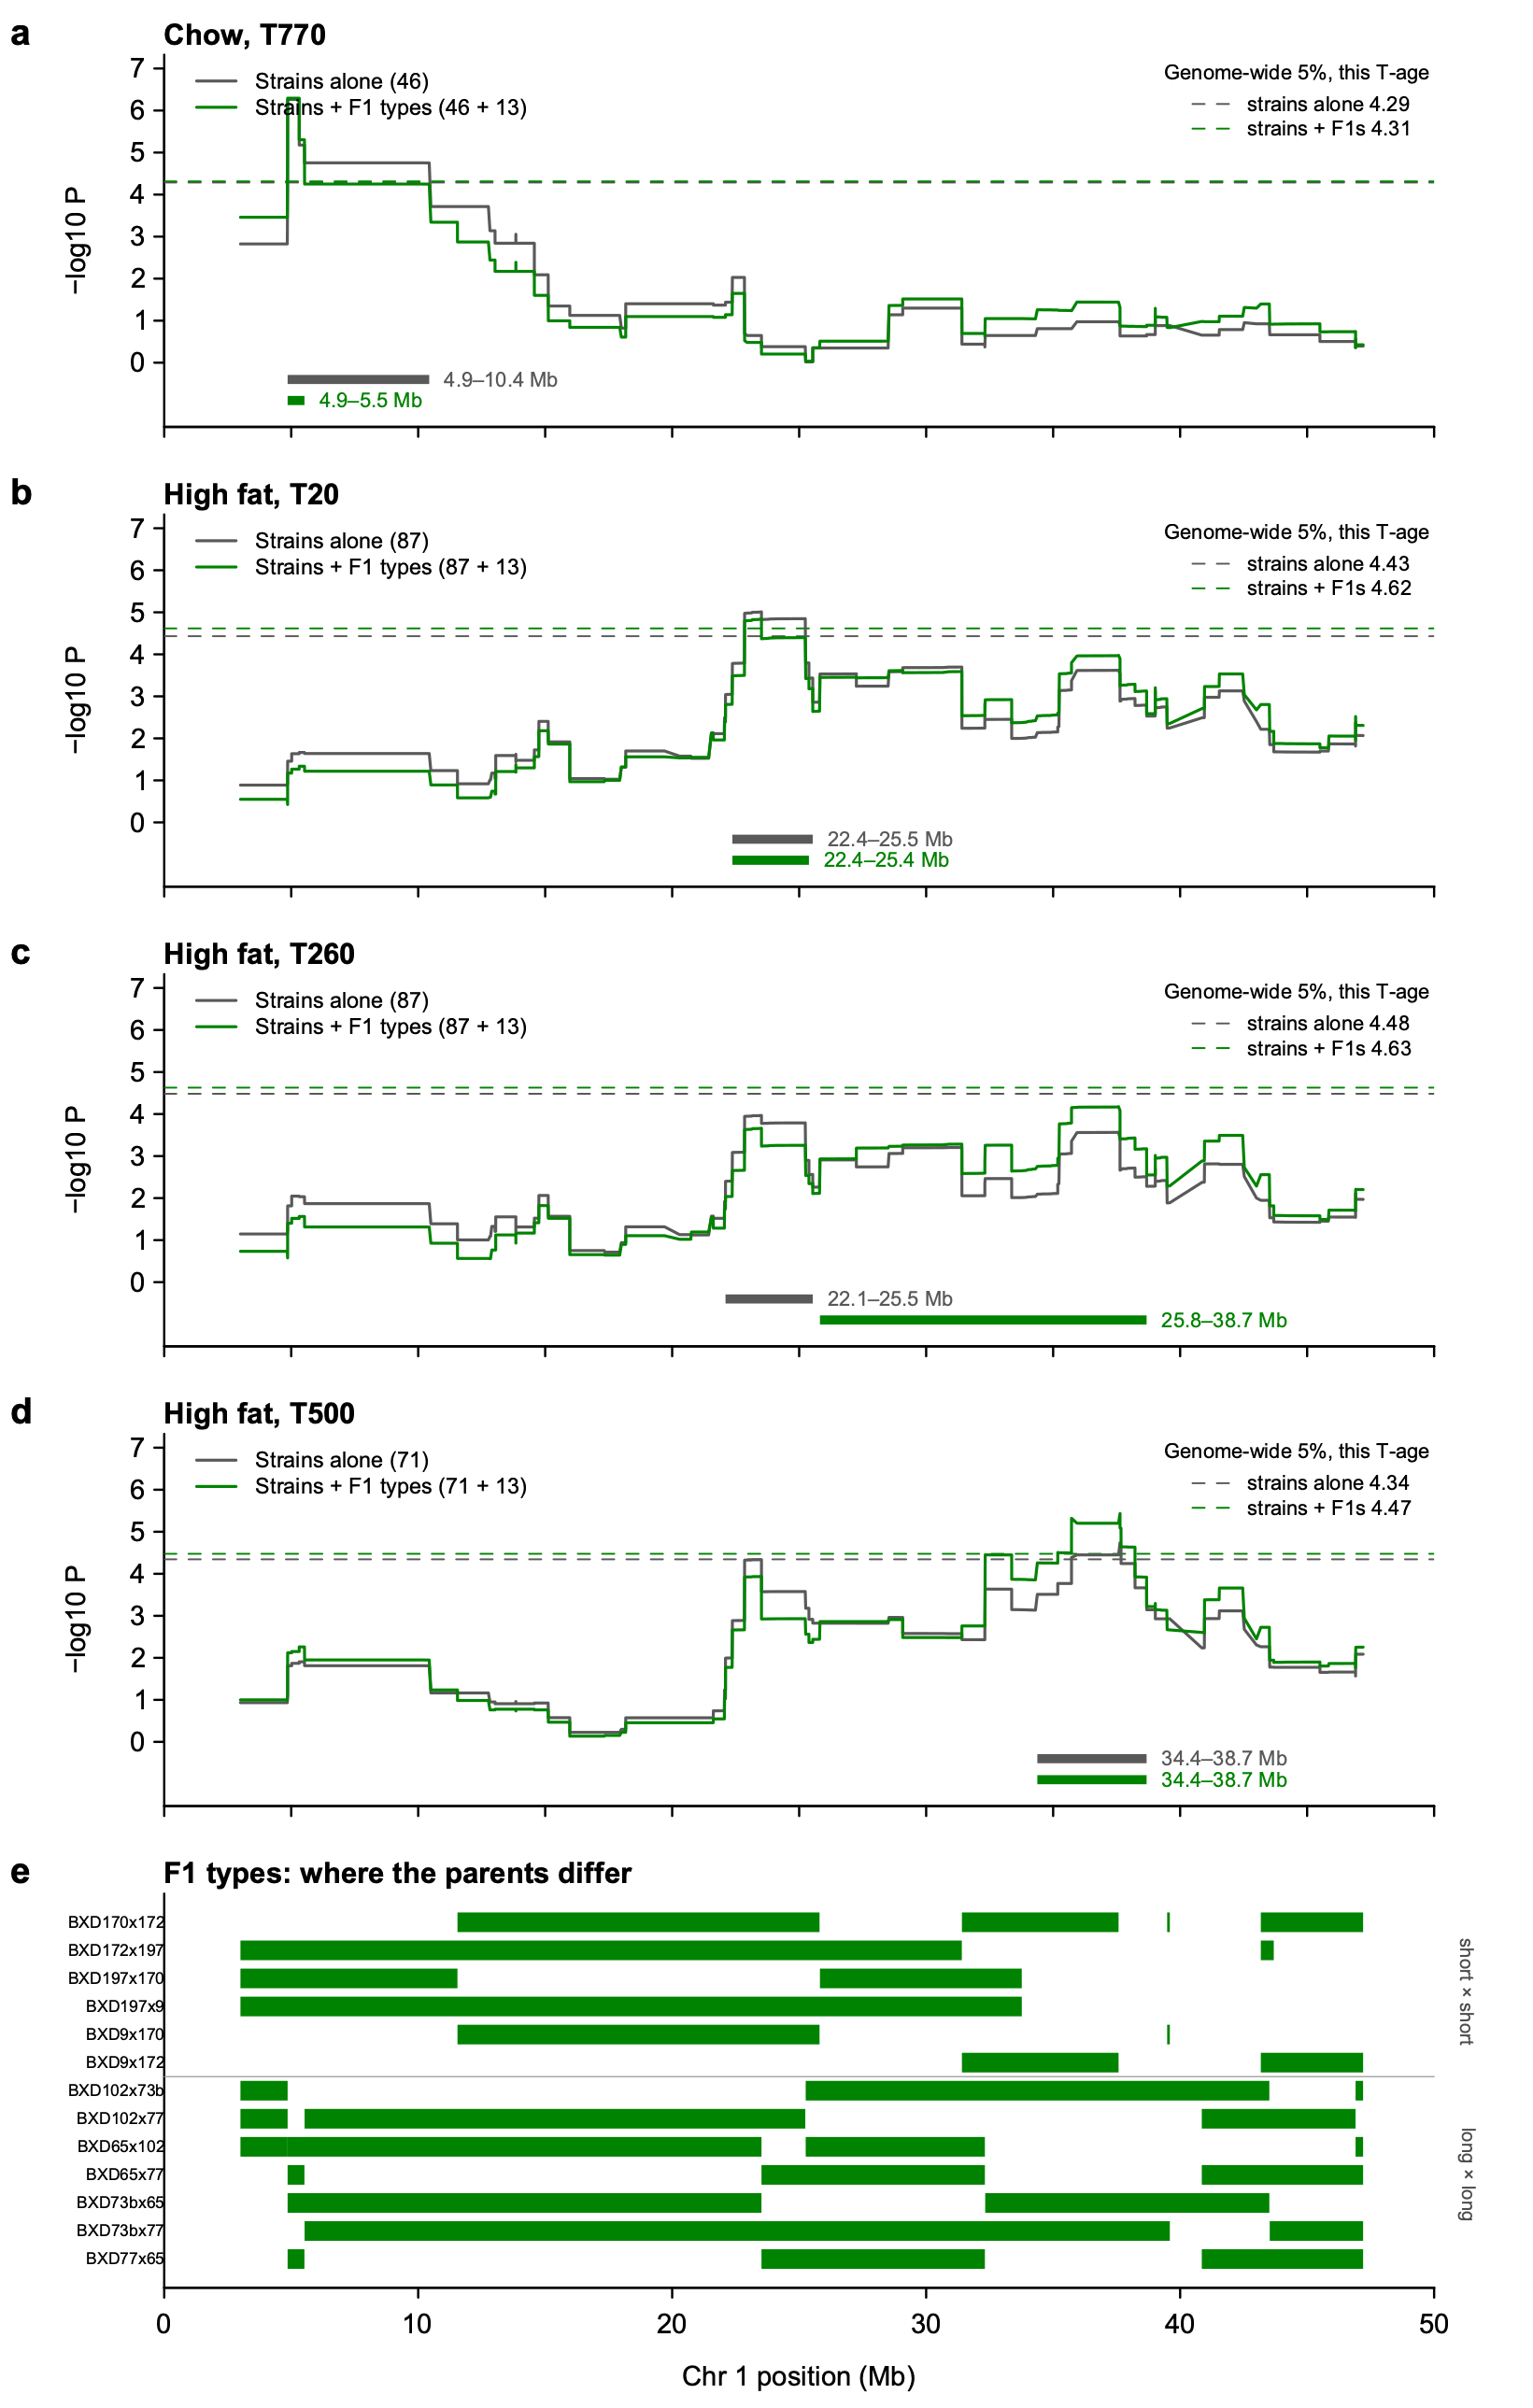 a
Chow, T770
7
6
5
4
3
2
1
0
−log10 P
Strains alone (46)
Strains + F1 types (46 + 13)
Genome-wide 5%, this T-age
strains alone 4.29
strains + F1s 4.31
4.9–10.4 Mb
4.9–5.5 Mb
b
High fat, T20
7
6
5
4
3
2
1
0
−log10 P
Strains alone (87)
Strains + F1 types (87 + 13)
Genome-wide 5%, this T-age
strains alone 4.43
strains + F1s 4.62
22.4–25.5 Mb
22.4–25.4 Mb
c
High fat, T260
7
6
5
4
3
2
1
0
−log10 P
Strains alone (87)
Strains + F1 types (87 + 13)
Genome-wide 5%, this T-age
strains alone 4.48
strains + F1s 4.63
22.1–25.5 Mb
25.8–38.7 Mb
d
High fat, T500
7
6
5
4
3
2
1
0
−log10 P
Strains alone (71)
Strains + F1 types (71 + 13)
Genome-wide 5%, this T-age
strains alone 4.34
strains + F1s 4.47
34.4–38.7 Mb
34.4–38.7 Mb
e
F1 types: where the parents differ
BXD170x172
BXD172x197
BXD197x170
BXD197x9
BXD9x170
BXD9x172
BXD102x73b
BXD102x77
BXD65x102
BXD65x77
BXD73bx65
BXD73bx77
BXD77x65
short × short
long × long
0 10 20 30 40 50
Chr 1 position (Mb)